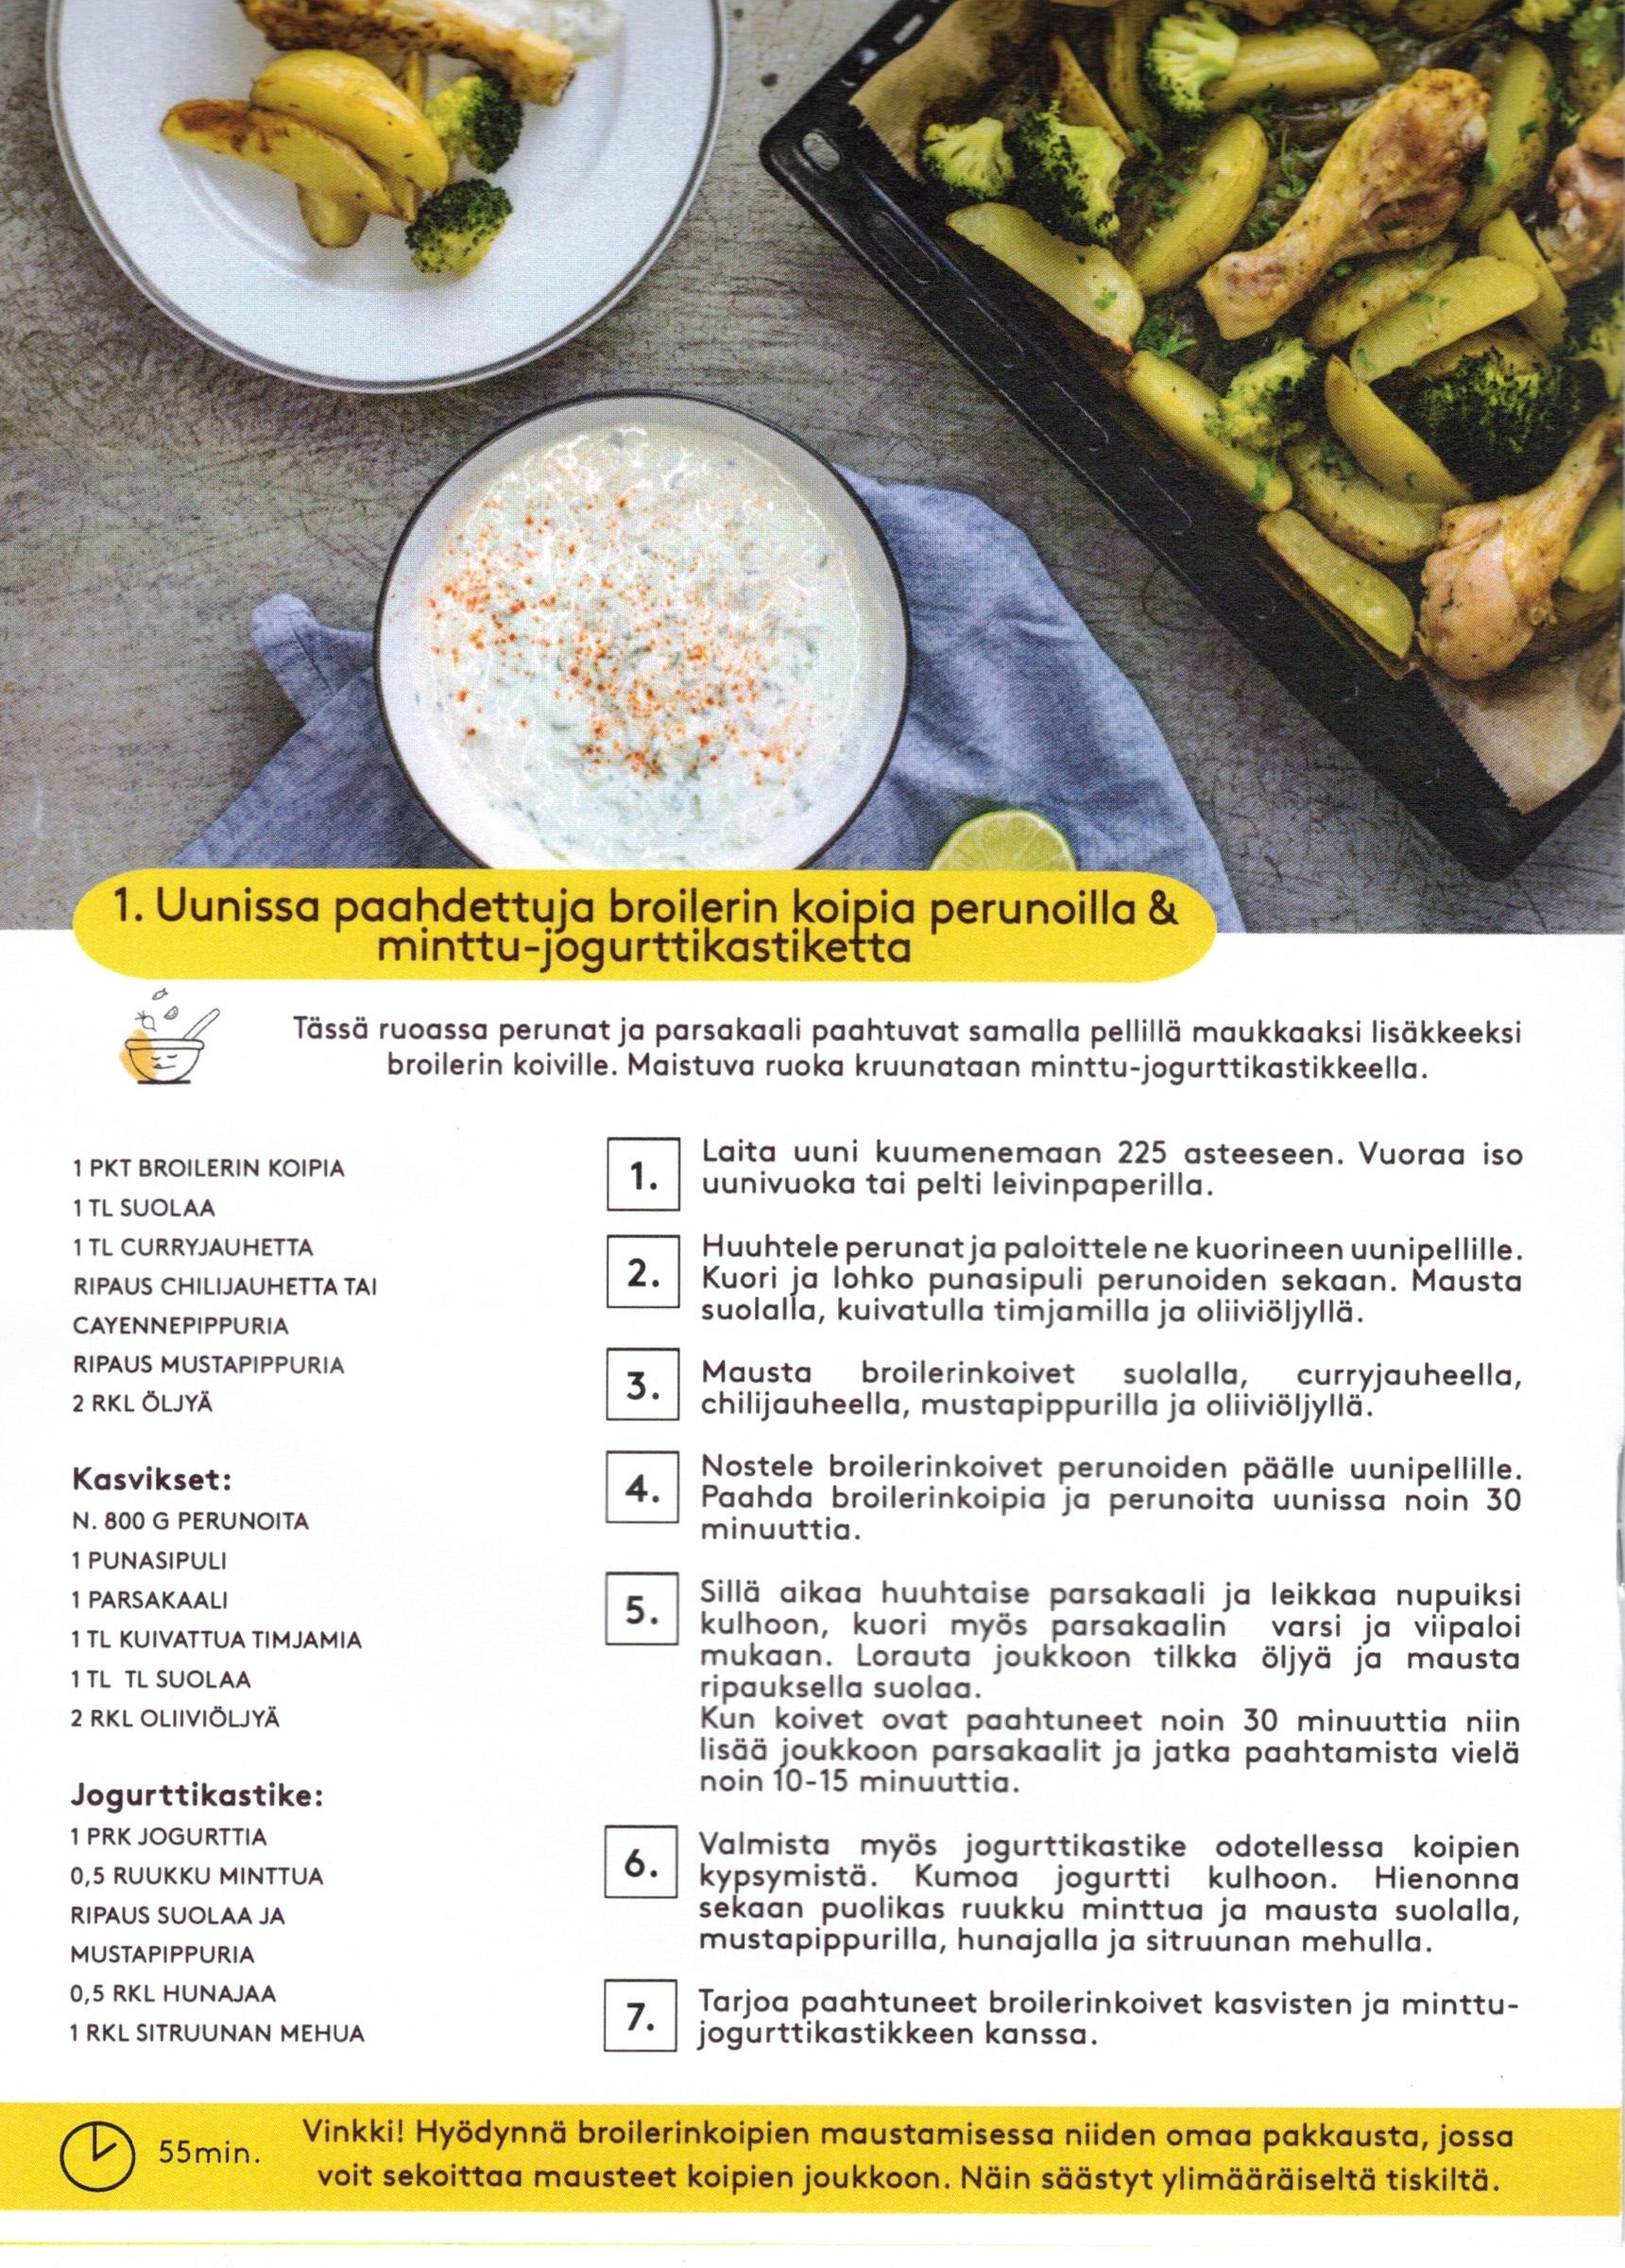 1. Uunissa paahdettuja broilerin koipia perunoilla &
minttu-jogurttikastiketta
Tässä ruoassa perunat ja parsakaali paahtuvat samalla pellillä maukkaaksi lisäkkeeksi
broilerin koiville. Maistuva ruoka kruunataan minttu-jogurttikastikkeella.
1 PKT BROILERIN KOIPIA
1 TL SUOLAA
1 TL CURRYJAUHETTA
RIPAUS CHILIJAUHETTA TAI
CAYENNEPIPPURIA
RIPAUS MUSTAPIPPURIA
2 RKL ÖLJYÄ
Kasvikset:
N. 800 G PERUNOITA
1 PUNASIPULI
1 PARSAKAALI
1 TL KUIVATTUA TIMJAMIA
1 TL TL SUOLAA
2 RKL OLIIVIÖLJYÄ
Jogurttikastike:
1 PRK JOGURTTIA
0,5 RUUKKU MINTTUA
RIPAUS SUOLAA JA
MUSTAPIPPURIA
0,5 RKL HUNAJAA
1 RKL SITRUUNAN MEHUA
1. Laita uuni kuumenemaan 225 asteeseen. Vuoraa iso
uunivuoka tai pelti leivinpaperilla.
2. Huuhtele perunat ja paloittele ne kuorineen uunipellille.
Kuori ja lohko punasipuli perunoiden sekaan. Mausta
suolalla, kuivatulla timjamilla ja oliiviöljyllä.
3. Mausta broilerinkoivet suolalla, curryjauheella,
chilijauheella, mustapippurilla ja oliiviöljyllä.
4. Nostele broilerinkoivet perunoiden päälle uunipellille.
Paahda broilerinkoipia ja perunoita uunissa noin 30
minuuttia.
5. Sillä aikaa huuhtaise parsakaali ja leikkaa nupuiksi
kulhoon, kuori myös parsakaalin varsi ja viipaloi
mukaan. Lorauta joukkoon tilkka öljyä ja mausta
ripauksella suolaa.
Kun koivet ovat paahtuneet noin 30 minuuttia niin
lisää joukkoon parsakaalit ja jatka paahtamista vielä
noin 10-15 minuuttia.
6. Valmista myös jogurttikastike odotellessa koipien
kypsymistä. Kumoa jogurtti kulhoon. Hienonna
sekaan puolikas ruukku minttua ja mausta suolalla,
mustapippurilla, hunajalla ja sitruunan mehulla.
7. Tarjoa paahtuneet broilerinkoivet kasvisten ja minttu-
jogurttikastikkeen kanssa.
55min.
Vinkki! Hyödynnä broilerinkoipien maustamisessa niiden omaa pakkausta, jossa
voit sekoittaa mausteet koipien joukkoon. Näin säästyt ylimääräiseltä tiskiltä.